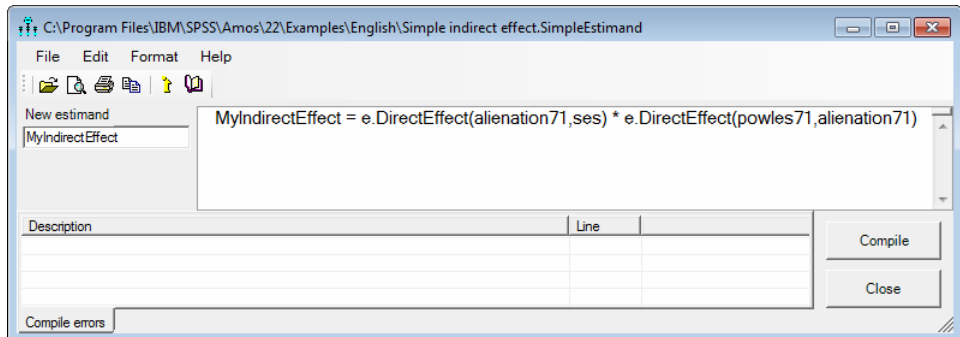 C:\Program Files\IBM\SPSS\Amos\22\Examples\English\Simple indirect effect.SimpleEstimand
File Edit Format Help
New estimand
MyIndirectEffect
MyIndirectEffect = e.DirectEffect(alienation71,ses) * e.DirectEffect(powles71,alienation71)
Description Line
Compile
Close
Compile errors